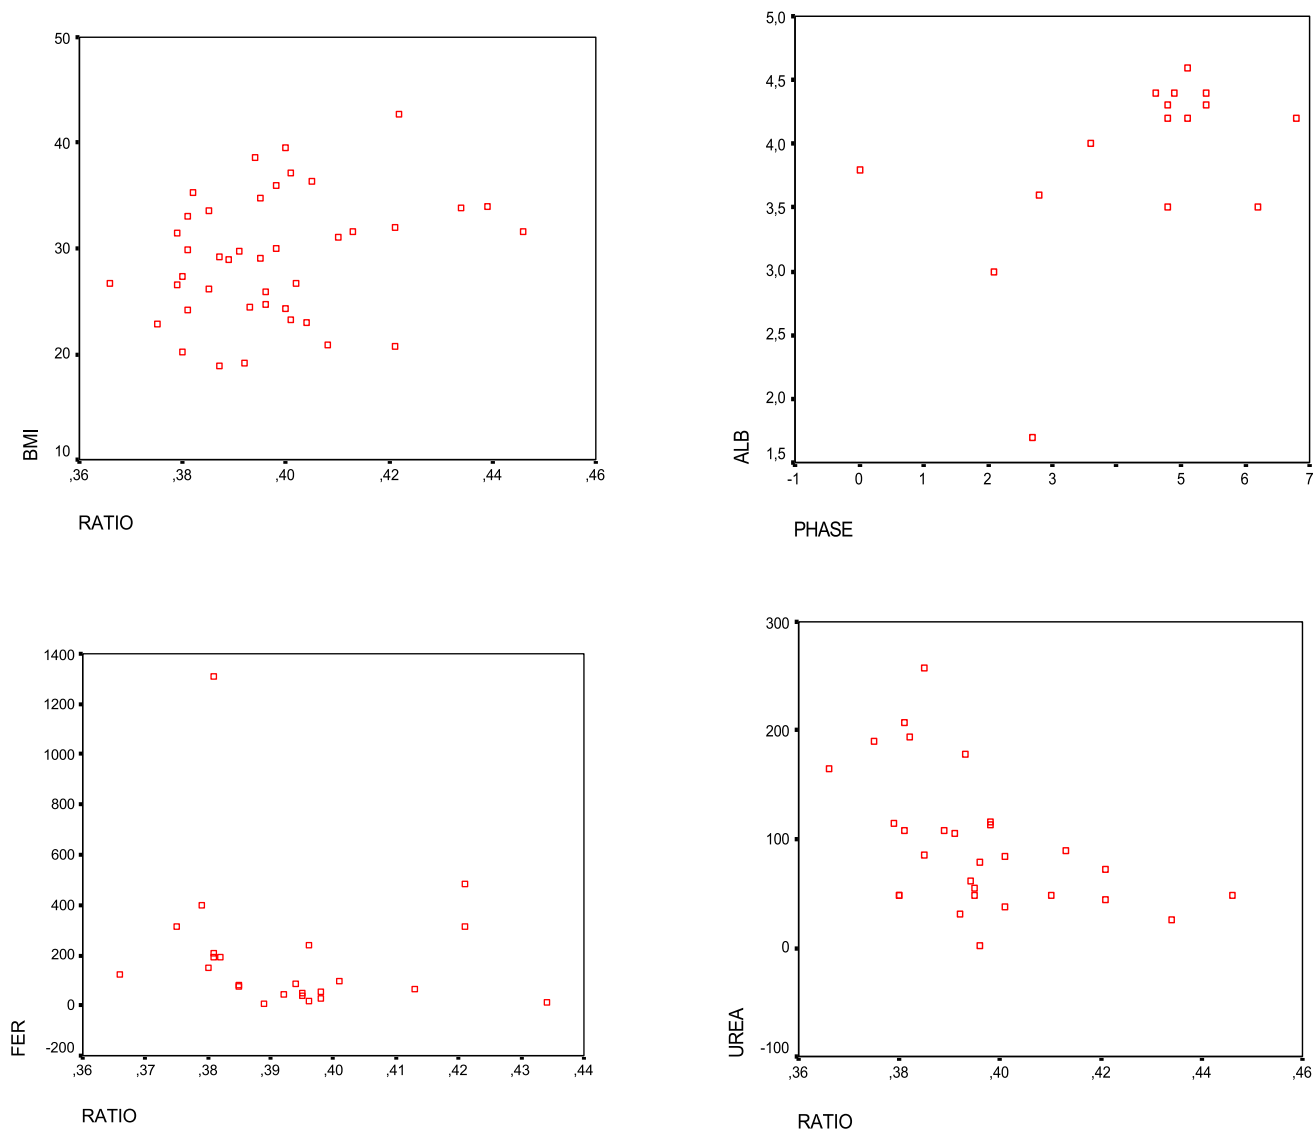 50
40
30
20
10
BMI
,36 ,38 ,40 ,42 ,44 ,46
RATIO
5,0
4,5
4,0
3,5
3,0
2,5
2,0
1,5
ALB
-1 0 1 2 3 5 6 7
PHASE
1400
1200
1000
800
600
400
200
0
-200
FER
,36 ,37 ,38 ,39 ,40 ,41 ,42 ,43 ,44
RATIO
300
200
100
0
-100
UREA
,36 ,38 ,40 ,42 ,44 ,46
RATIO